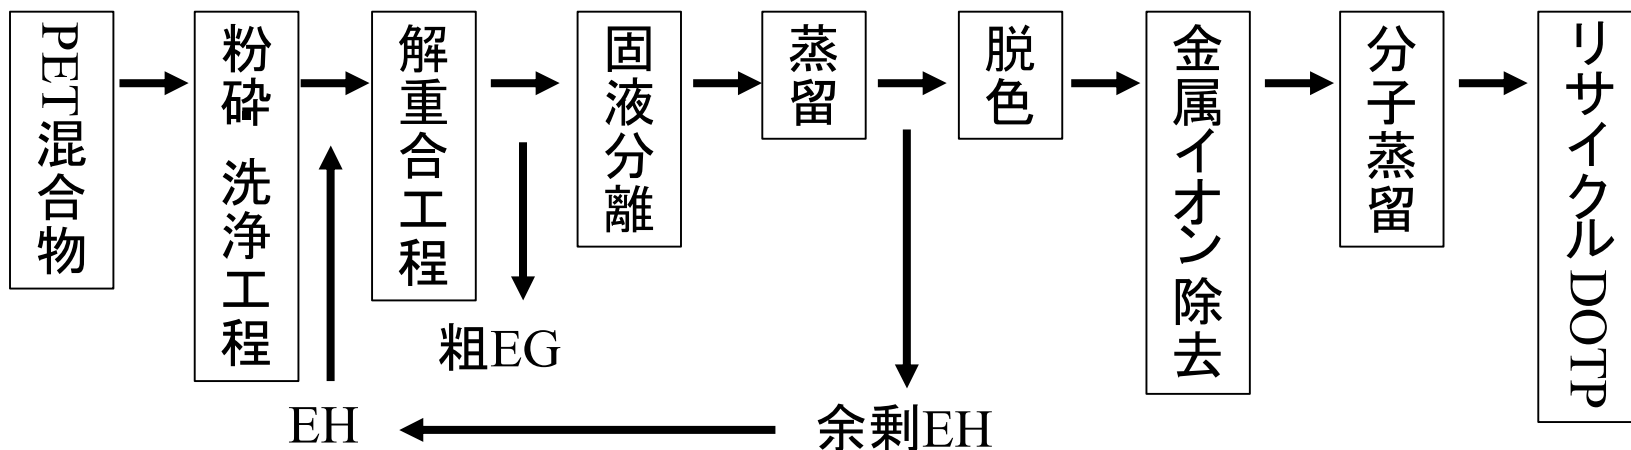 PET混合物
粉砕 洗浄工程
解重合工程
固液分離
蒸留
脱色
金属イオン除去
分子蒸留
リサイクルDOTP
粗EG
EH
余剰EH